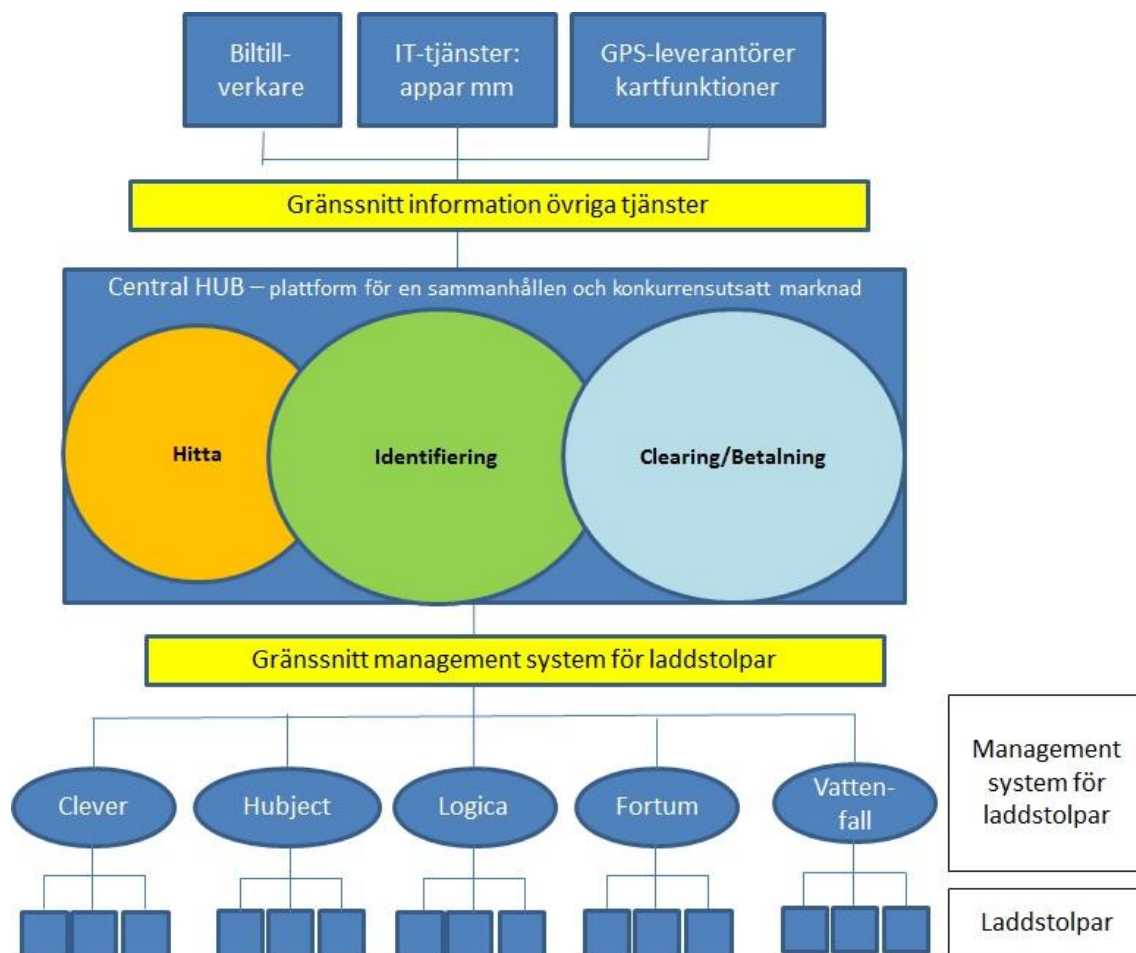 Biltill-
verkare
IT-tjänster:
appar mm
GPS-leverantörer
kartfunktioner
Gränssnitt information övriga tjänster
Central HUB – plattform för en sammanhållen och konkurrensutsatt marknad
Hitta
Identifiering
Clearing/Betalning
Gränssnitt management system för laddstolpar
Clever
Hubject
Logica
Fortum
Vatten-
fall
Management
system för
laddstolpar
Laddstolpar